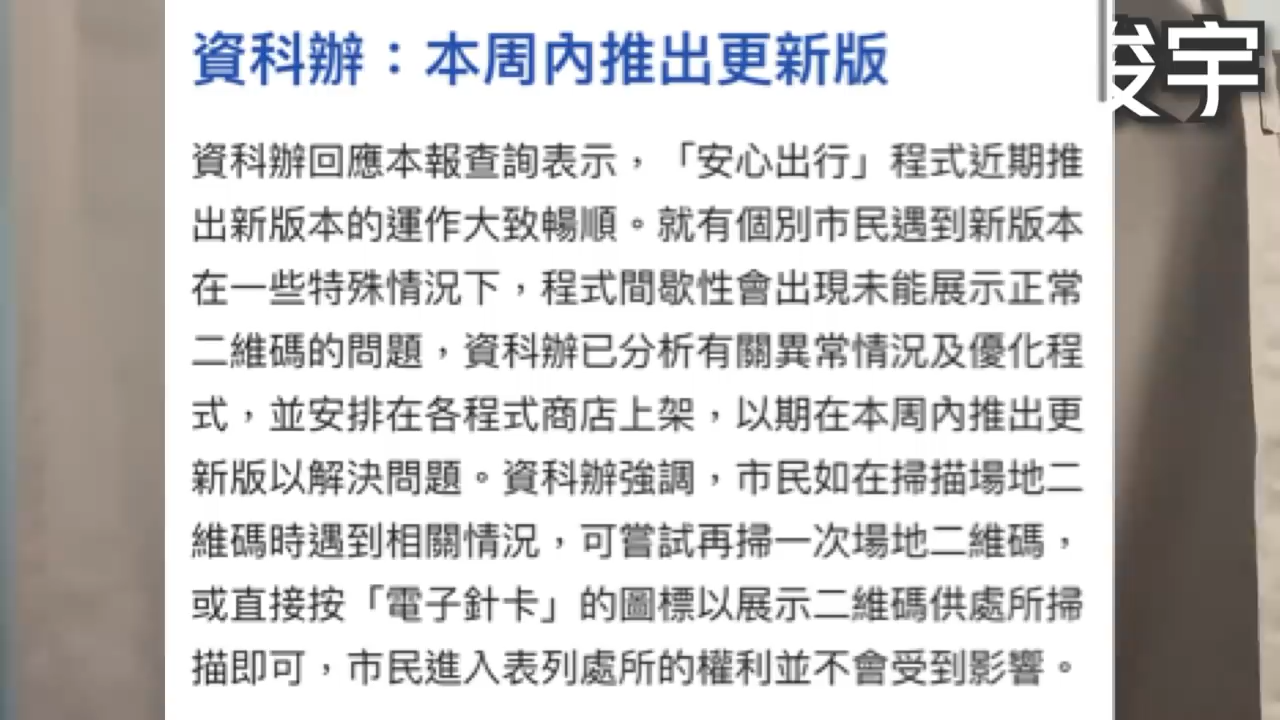 資科辦：本周內推出更新版
資科辦回應本報查詢表示，「安心出行」程式近期推
出新版本的運作大致暢順。就有個別市民遇到新版本
在一些特殊情況下，程式間歇性會出現未能展示正常
二維碼的問題，資科辦已分析有關異常情況及優化程
式，並安排在各程式商店上架，以期在本周內推出更
新版以解決問題。資科辦強調，市民如在掃描場地二
維碼時遇到相關情況，可嘗試再掃一次場地二維碼，
或直接按「電子針卡」的圖標以展示二維碼供處所掃
描即可，市民進入表列處所的權利並不會受到影響。
宇